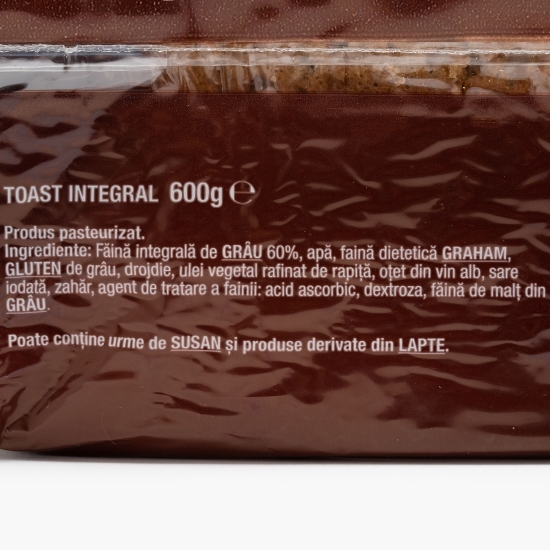 TOAST INTEGRAL 600g ℮
Produs pasteurizat.
Ingrediente: Făină integrală de GRÂU 60%, apă, faină dietetică GRAHAM,
GLUTEN de grâu, drojdie, ulei vegetal rafinat de rapiță, oțet din vin alb, sare
iodată, zahăr, agent de tratare a fainii: acid ascorbic, dextroza, făină de malț din
GRÂU.
Poate conține urme de SUSAN și produse derivate din LAPTE.